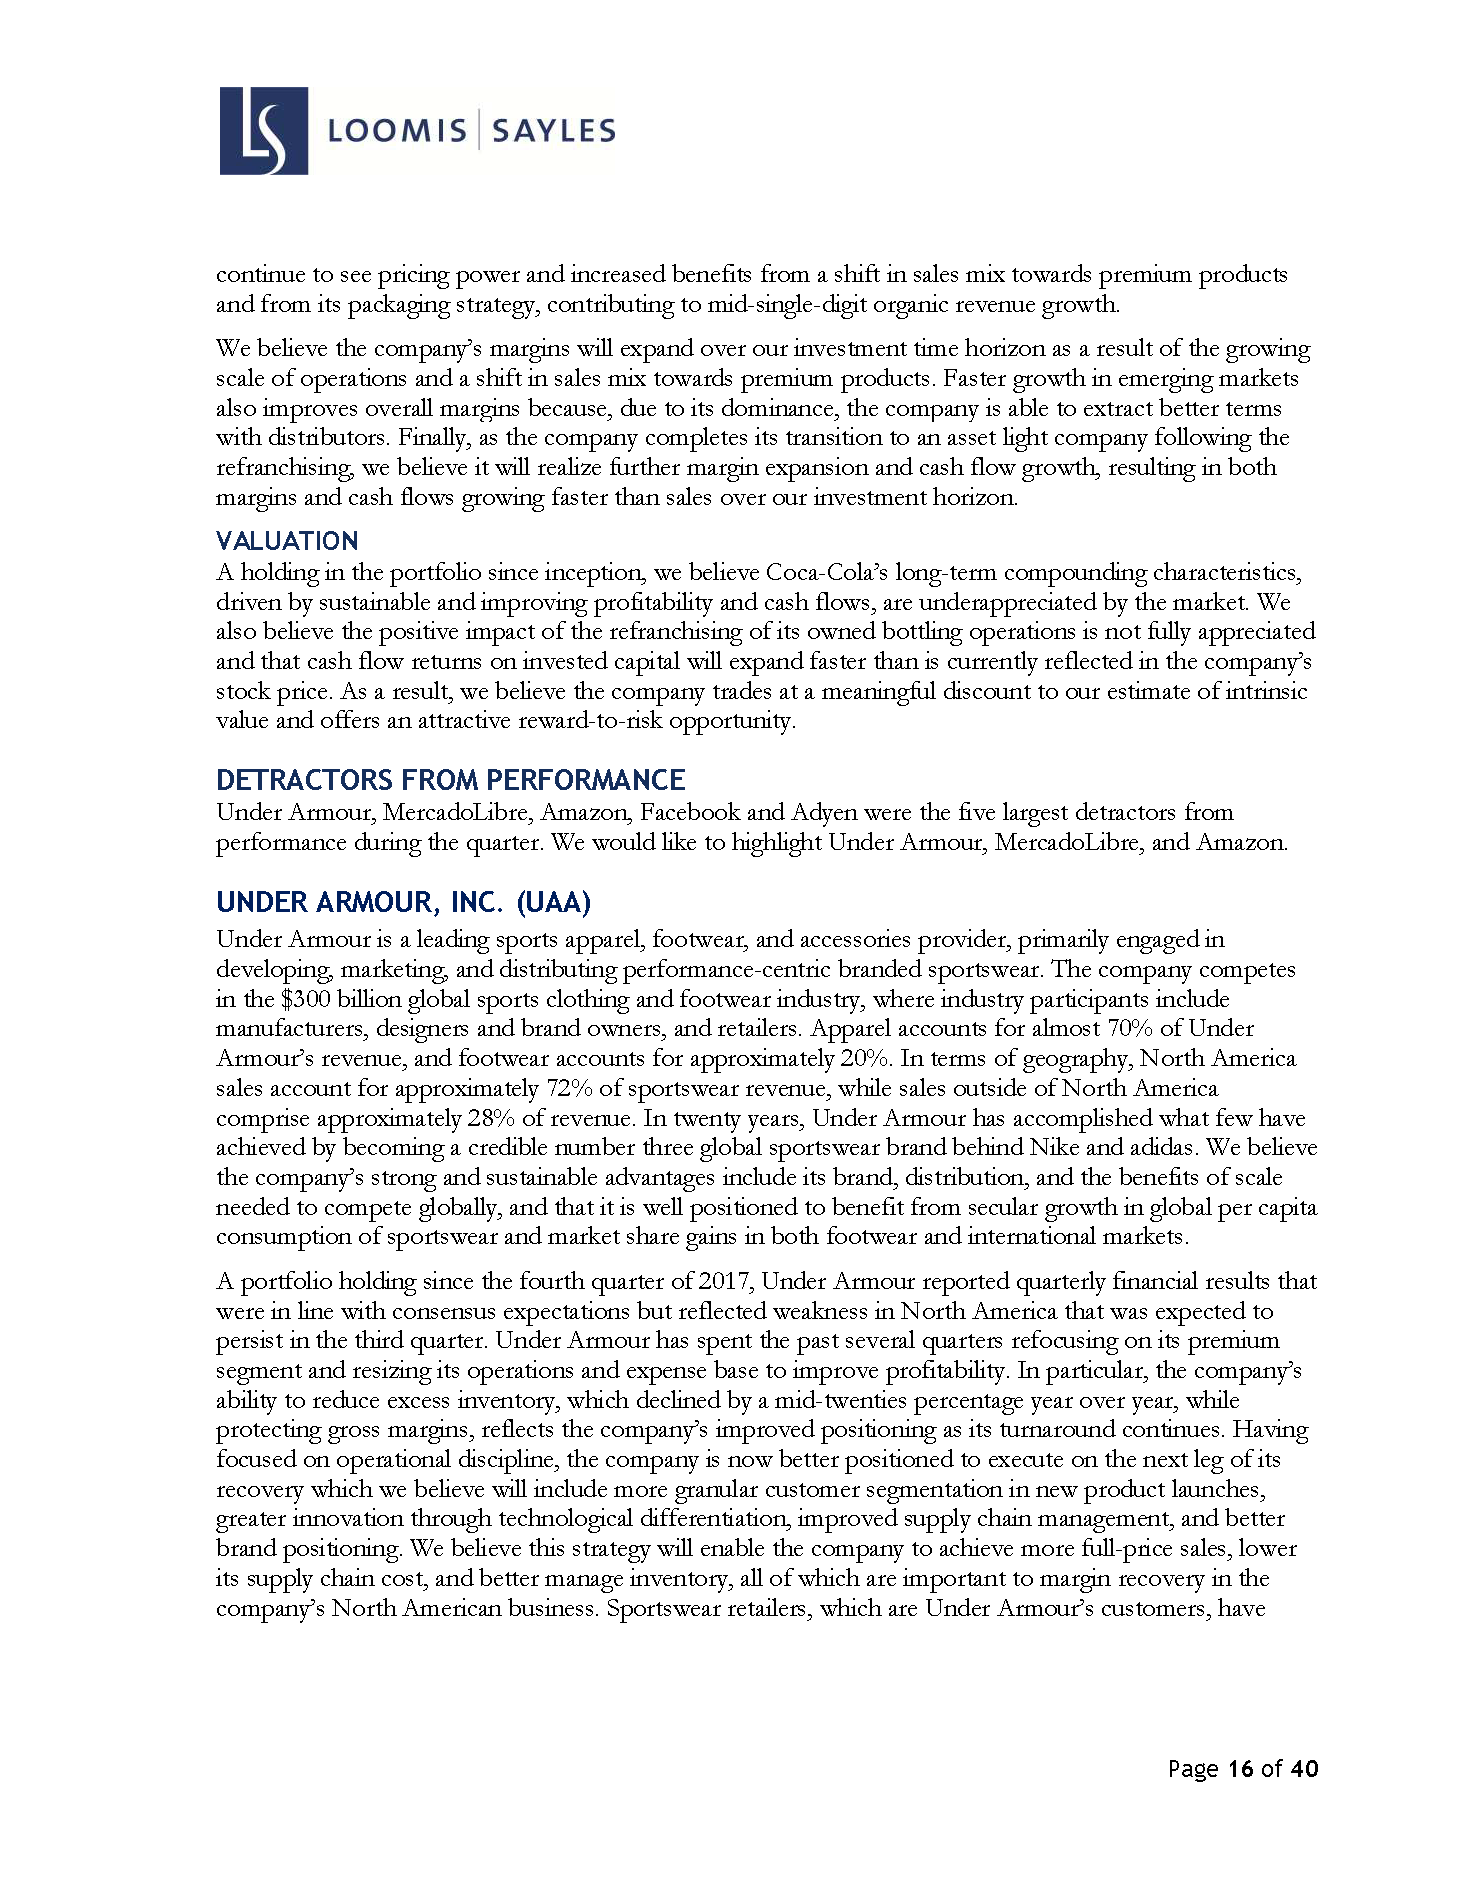 LS LOOMIS | SAYLES
continue to see pricing power and increased benefits from a shift in sales mix towards premium products
and from its packaging strategy, contributing to mid-single-digit organic revenue growth.
We believe the company’s margins will expand over our investment time horizon as a result of the growing
scale of operations and a shift in sales mix towards premium products. Faster growth in emerging markets
also improves overall margins because, due to its dominance, the company is able to extract better terms
with distributors. Finally, as the company completes its transition to an asset light company following the
refranchising, we believe it will realize further margin expansion and cash flow growth, resulting in both
margins and cash flows growing faster than sales over our investment horizon.
VALUATION
A holding in the portfolio since inception, we believe Coca-Cola’s long-term compounding characteristics,
driven by sustainable and improving profitability and cash flows, are underappreciated by the market. We
also believe the positive impact of the refranchising of its owned bottling operations is not fully appreciated
and that cash flow returns on invested capital will expand faster than is currently reflected in the company’s
stock price. As a result, we believe the company trades at a meaningful discount to our estimate of intrinsic
value and offers an attractive reward-to-risk opportunity.
DETRACTORS FROM PERFORMANCE
Under Armour, MercadoLibre, Amazon, Facebook and Adyen were the five largest detractors from
performance during the quarter. We would like to highlight Under Armour, MercadoLibre, and Amazon.
UNDER ARMOUR, INC. (UAA)
Under Armour is a leading sports apparel, footwear, and accessories provider, primarily engaged in
developing, marketing, and distributing performance-centric branded sportswear. The company competes
in the $300 billion global sports clothing and footwear industry, where industry participants include
manufacturers, designers and brand owners, and retailers. Apparel accounts for almost 70% of Under
Armour’s revenue, and footwear accounts for approximately 20%. In terms of geography, North America
sales account for approximately 72% of sportswear revenue, while sales outside of North America
comprise approximately 28% of revenue. In twenty years, Under Armour has accomplished what few have
achieved by becoming a credible number three global sportswear brand behind Nike and adidas. We believe
the company’s strong and sustainable advantages include its brand, distribution, and the benefits of scale
needed to compete globally, and that it is well positioned to benefit from secular growth in global per capita
consumption of sportswear and market share gains in both footwear and international markets.
A portfolio holding since the fourth quarter of 2017, Under Armour reported quarterly financial results that
were in line with consensus expectations but reflected weakness in North America that was expected to
persist in the third quarter. Under Armour has spent the past several quarters refocusing on its premium
segment and resizing its operations and expense base to improve profitability. In particular, the company’s
ability to reduce excess inventory, which declined by a mid-twenties percentage year over year, while
protecting gross margins, reflects the company’s improved positioning as its turnaround continues. Having
focused on operational discipline, the company is now better positioned to execute on the next leg of its
recovery which we believe will include more granular customer segmentation in new product launches,
greater innovation through technological differentiation, improved supply chain management, and better
brand positioning. We believe this strategy will enable the company to achieve more full-price sales, lower
its supply chain cost, and better manage inventory, all of which are important to margin recovery in the
company’s North American business. Sportswear retailers, which are Under Armour’s customers, have
Page 16 of 40